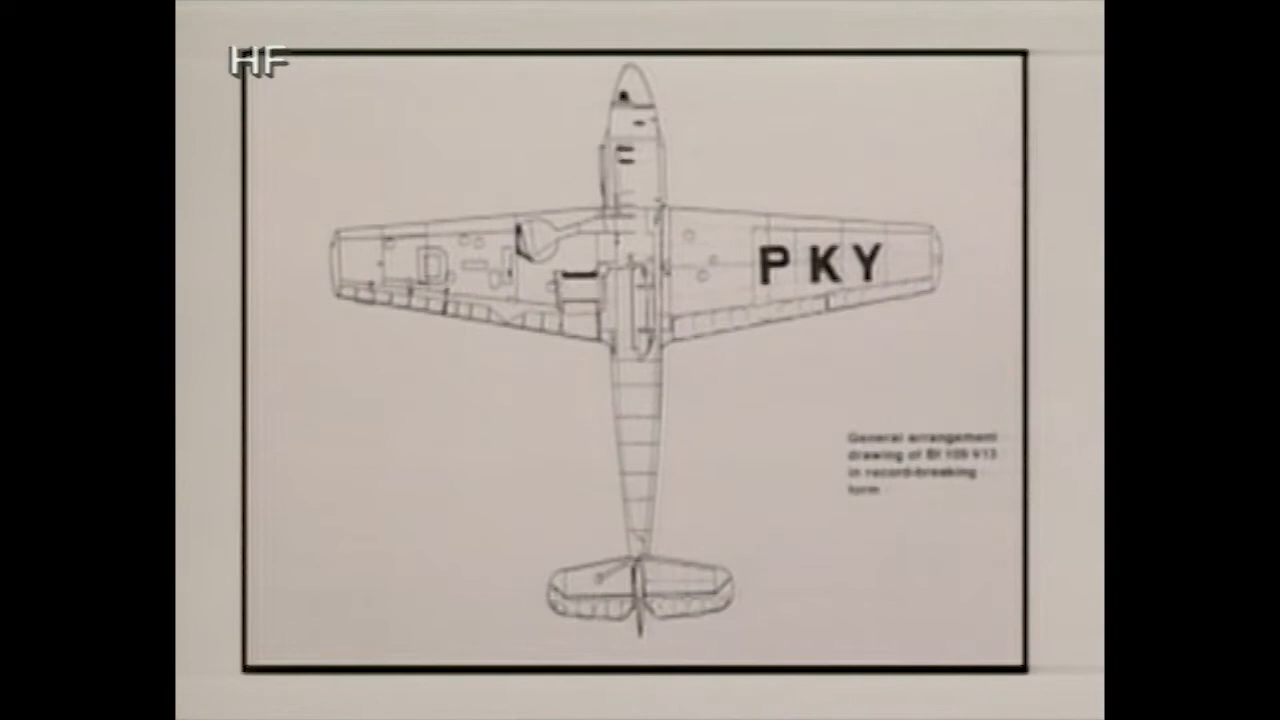 HF
D
PKY
General arrangement
drawing of Bf 109 V13
in record-breaking
form